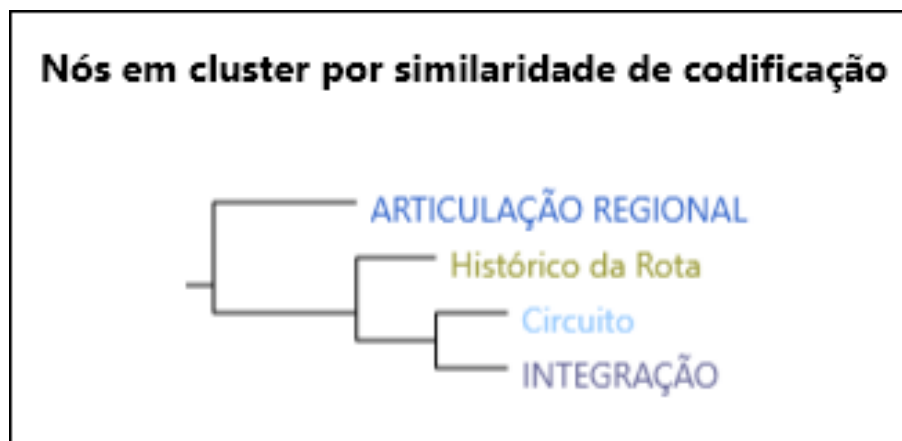 Nós em cluster por similaridade de codificação
ARTICULAÇÃO REGIONAL
Histórico da Rota
Circuito
INTEGRAÇÃO